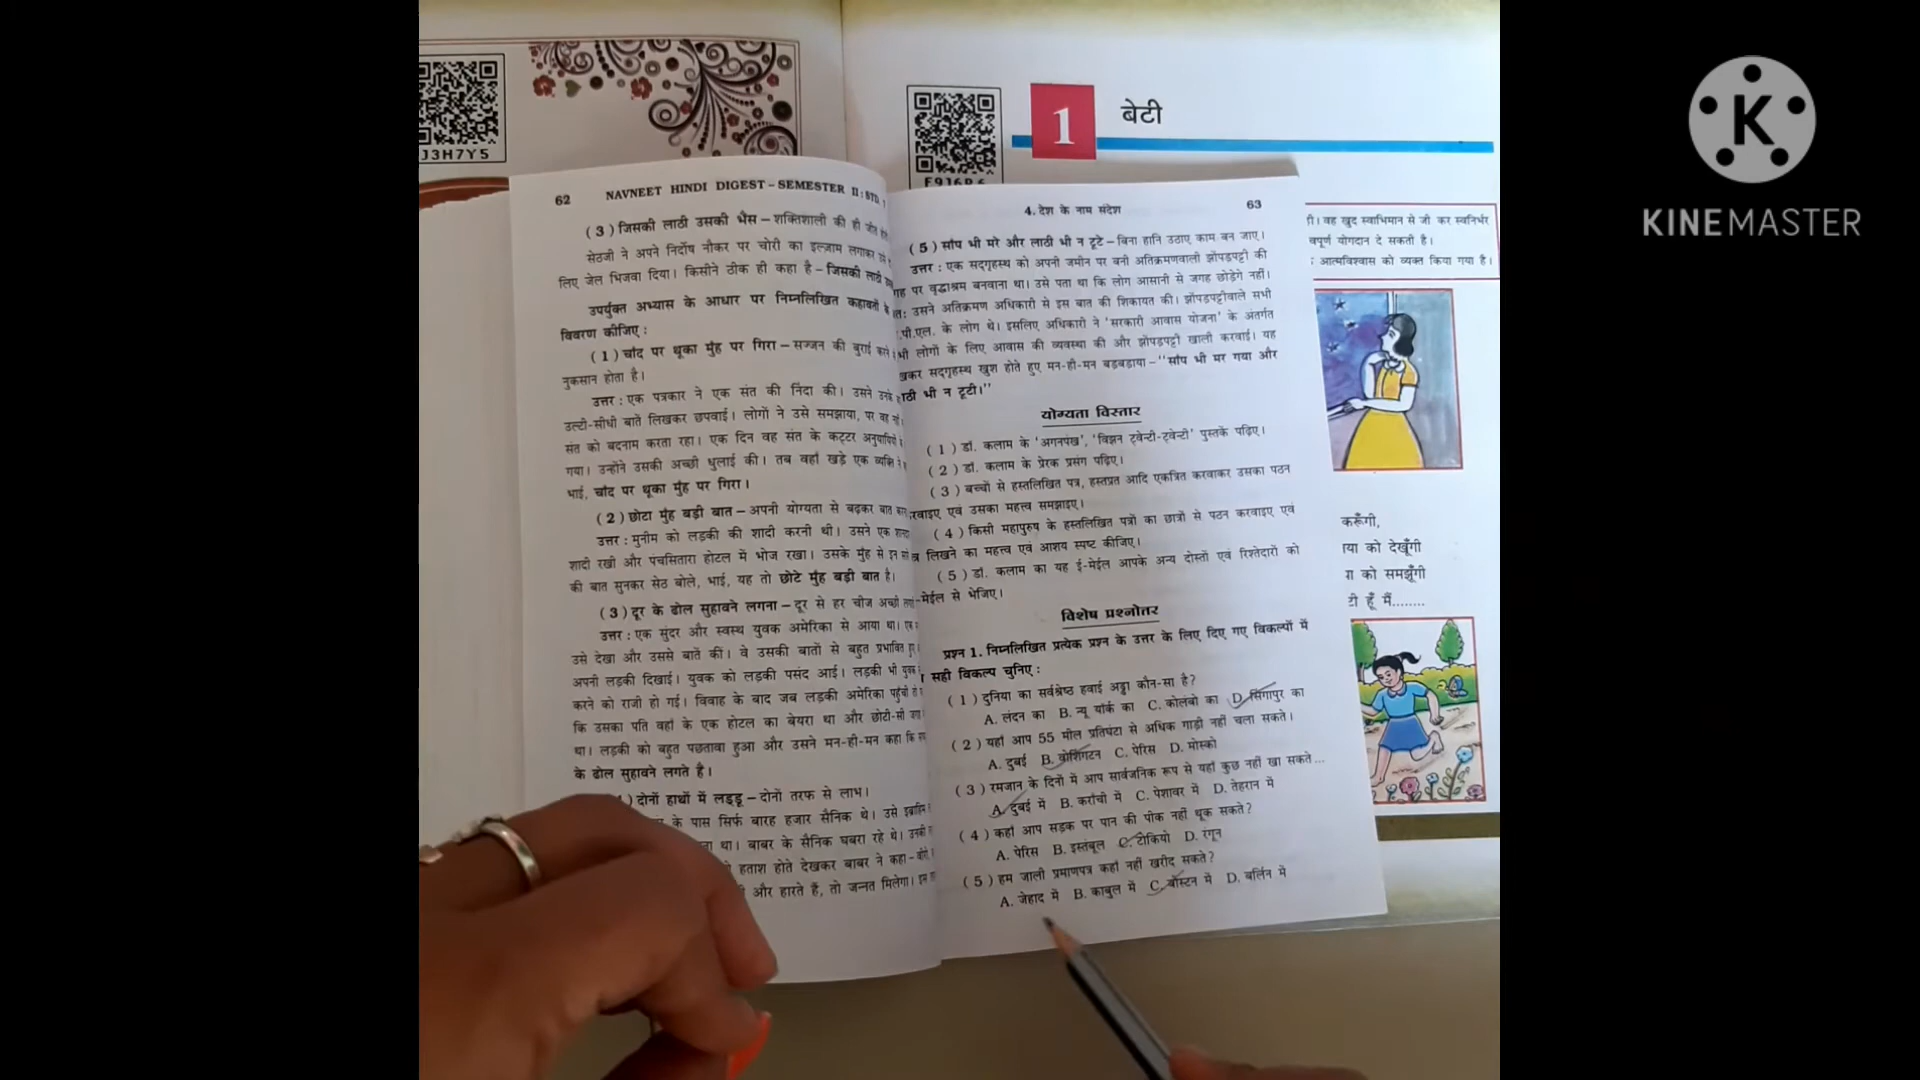 J3H7Y5
1
बेटी
62 NAVNEET HINDI DIGEST – SEMESTER II : STD.
(3) जिसकी लाठी उसकी भैंस – शक्तिशाली की ही जीत
सेठजी ने अपने निर्दोष नौकर पर चोरी का इल्जाम लगाकर उसे
लिए जेल भिजवा दिया। किसीने ठीक ही कहा है – जिसकी लाठी
उपर्युक्त अभ्यास के आधार पर निम्नलिखित कहावतों के
विवरण कीजिए :
(1) चाँद पर थूका मुँह पर गिरा – सज्जन की बुराई करने
नुकसान होता है।
उत्तर : एक पत्रकार ने एक संत की निंदा की। उसने उनके
उल्टी-सीधी बातें लिखकर छपवाई। लोगों ने उसे समझाया, पर वह
संत को बदनाम करता रहा। एक दिन वह संत के कट्टर अनुयायियों
गया। उन्होंने उसकी अच्छी धुलाई की। तब वहाँ खड़े एक व्यक्ति ने
भाई, चाँद पर थूका मुँह पर गिरा।
(2) छोटा मुँह बड़ी बात – अपनी योग्यता से बढ़कर बात
उत्तर : मुनीम को लड़की की शादी करनी थी। उसने एक
शादी रखी और पंचसितारा होटल में भोज रखा। उसके मुँह से इन
की बात सुनकर सेठ बोले, भाई, यह तो छोटे मुँह बड़ी बात है।
(3) दूर के ढोल सुहावने लगना – दूर से हर चीज अच्छी
उत्तर : एक सुंदर और स्वस्थ युवक अमेरिका से आया था।
उसे देखा और उससे बातें कीं। वे उसकी बातों से बहुत प्रभावित
अपनी लड़की दिखाई। युवक को लड़की पसंद आई। लड़की भी
करने को राजी हो गई। विवाह के बाद जब लड़की अमेरिका पहुँची
कि उसका पति वहाँ के एक होटल का बेयरा था और छोटी-सी
था। लड़की को बहुत पछतावा हुआ और उसने मन-ही-मन कहा कि
के ढोल सुहावने लगते है।
) दोनों हाथों में लड्डू – दोनों तरफ से लाभ।
के पास सिर्फ बारह हजार सैनिक थे। उसे
था। बाबर के सैनिक घबरा रहे थे। उनकी
हताश होते देखकर बाबर ने कहा –
और हारते हैं, तो जन्नत मिलेगा।
4. देश के नाम संदेश 63
(5) साँप भी मरे और लाठी भी न टूटे – बिना हानि उठाए काम बन जाए।
उत्तर : एक सद्गृहस्थ को अपनी जमीन पर बनी अतिक्रमणवाली झोंपड़पट्टी की
पर वृद्धाश्रम बनवाना था। उसे पता था कि लोग आसानी से जगह छोड़ेगे नहीं।
उसने अतिक्रमण अधिकारी से इस बात की शिकायत की। झोंपड़पट्टीवाले सभी
.पी.एल. के लोग थे। इसलिए अधिकारी ने 'सरकारी आवास योजना' के अंतर्गत
भी लोगों के लिए आवास की व्यवस्था की और झोंपड़पट्टी खाली करवाई। यह
खकर सद्गृहस्थ खुश होते हुए मन-ही-मन बड़बड़ाया – "साँप भी मर गया और
ठी भी न टूटी।"
योग्यता विस्तार
(1) डॉ. कलाम के 'अगनपंख', 'विझन ट्वेन्टी-ट्वेन्टी' पुस्तकें पढ़िए।
(2) डॉ. कलाम के प्रेरक प्रसंग पढ़िए।
(3) बच्चों से हस्तलिखित पत्र, हस्तप्रत आदि एकत्रित करवाकर उसका पठन
रवाइए एवं उसका महत्त्व समझाइए।
(4) किसी महापुरुष के हस्तलिखित पत्रों का छात्रों से पठन करवाइए एवं
लिखने का महत्त्व एवं आशय स्पष्ट कीजिए।
(5) डॉ. कलाम का यह ई-मेईल आपके अन्य दोस्तों एवं रिश्तेदारों को
-मेईल से भेजिए।
विशेष प्रश्नोत्तर
प्रश्न 1. निम्नलिखित प्रत्येक प्रश्न के उत्तर के लिए दिए गए विकल्पों में
सही विकल्प चुनिए :
(1) दुनिया का सर्वश्रेष्ठ हवाई अड्डा कौन-सा है?
A. लंदन का B. न्यू यॉर्क का C. कोलंबो का D. सिंगापुर का
(2) यहाँ आप 55 मील प्रतिघंटा से अधिक गाड़ी नहीं चला सकते।
A. दुबई B. वोशिंगटन C. पेरिस D. मोस्को
(3) रमजान के दिनों में आप सार्वजनिक रूप से यहाँ कुछ नहीं खा सकते ...
A. दुबई में B. कराँची में C. पेशावर में D. तेहरान में
(4) कहाँ आप सड़क पर पान की पीक नहीं थूक सकते?
A. पेरिस B. इस्तंबूल C. टोकियो D. रंगून
(5) हम जाली प्रमाणपत्र कहाँ नहीं खरीद सकते?
A. जेहाद में B. काबुल में C. बोस्टन में D. बर्लिन में
वह खुद स्वाभिमान से जी कर स्वनिर्भर
वपूर्ण योगदान दे सकती है।
आत्मविश्वास को व्यक्त किया गया है।
करूँगी,
या को देखूँगी
को समझूँगी
टी हूँ मैं........
K
KINEMASTER